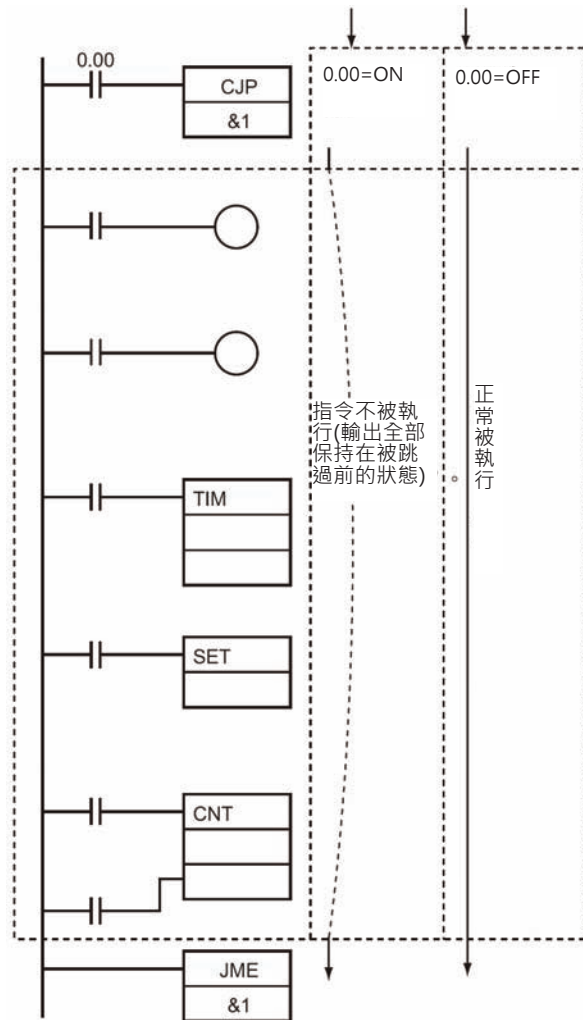 0.00
CJP
&1
0.00=ON
0.00=OFF
指令不被執
行(輸出全部
保持在被跳
過前的狀態)
。
正常被執行
TIM
SET
CNT
JME
&1